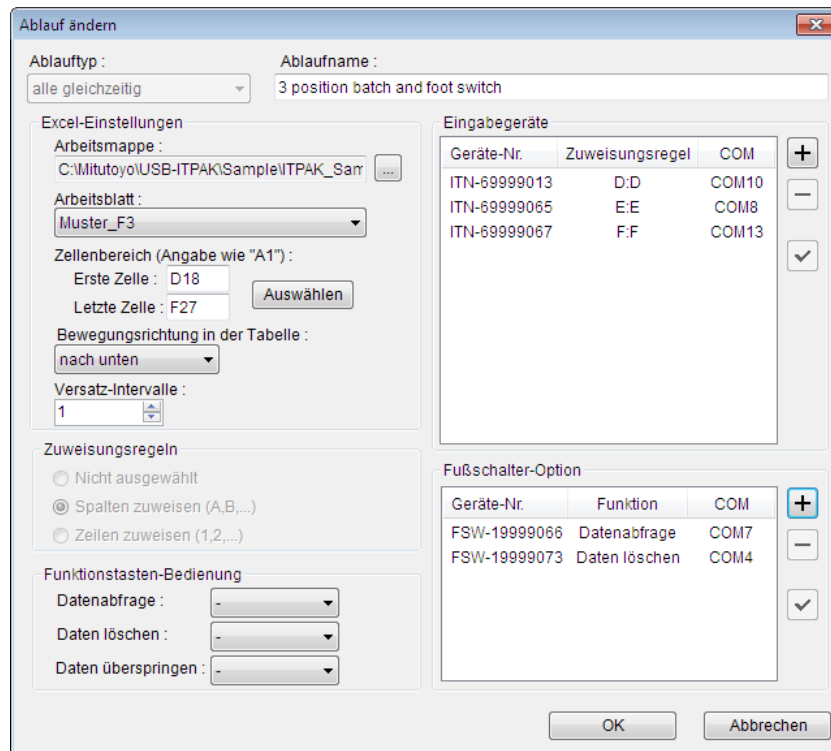 Ablauf ändern
Ablauftyp :
alle gleichzeitig
Ablaufname :
3 position batch and foot switch
Excel-Einstellungen
Arbeitsmappe :
C:\Mitutoyo\USB-ITPAK\Sample\ITPAK_Sam
...
Arbeitsblatt :
Muster_F3
Zellenbereich (Angabe wie "A1") :
Erste Zelle : D18
Letzte Zelle : F27
Auswählen
Bewegungsrichtung in der Tabelle :
nach unten
Versatz-Intervalle :
1
Zuweisungsregeln
Nicht ausgewählt
Spalten zuweisen (A,B,...)
Zeilen zuweisen (1,2,...)
Funktionstasten-Bedienung
Datenabfrage : -
Daten löschen : -
Daten überspringen : -
Eingabegeräte
Geräte-Nr. Zuweisungsregel COM
ITN-69999013 D:D COM10
ITN-69999065 E:E COM8
ITN-69999067 F:F COM13
Fußschalter-Option
Geräte-Nr. Funktion COM
FSW-19999066 Datenabfrage COM7
FSW-19999073 Daten löschen COM4
OK
Abbrechen